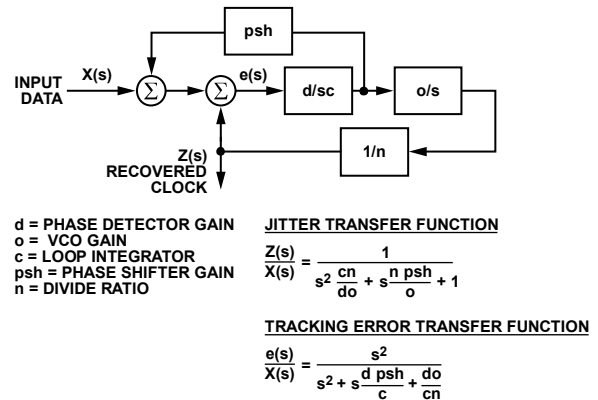 psh
X(s)
INPUT
DATA
Σ
Σ
e(s)
d/sc
o/s
1/n
Z(s)
RECOVERED
CLOCK
d = PHASE DETECTOR GAIN
o = VCO GAIN
c = LOOP INTEGRATOR
psh = PHASE SHIFTER GAIN
n = DIVIDE RATIO
JITTER TRANSFER FUNCTION
Z(s)/X(s) = 1/(s² cn/do + s n psh/o + 1)
TRACKING ERROR TRANSFER FUNCTION
e(s)/X(s) = s²/(s² + s d psh/c + do/cn)